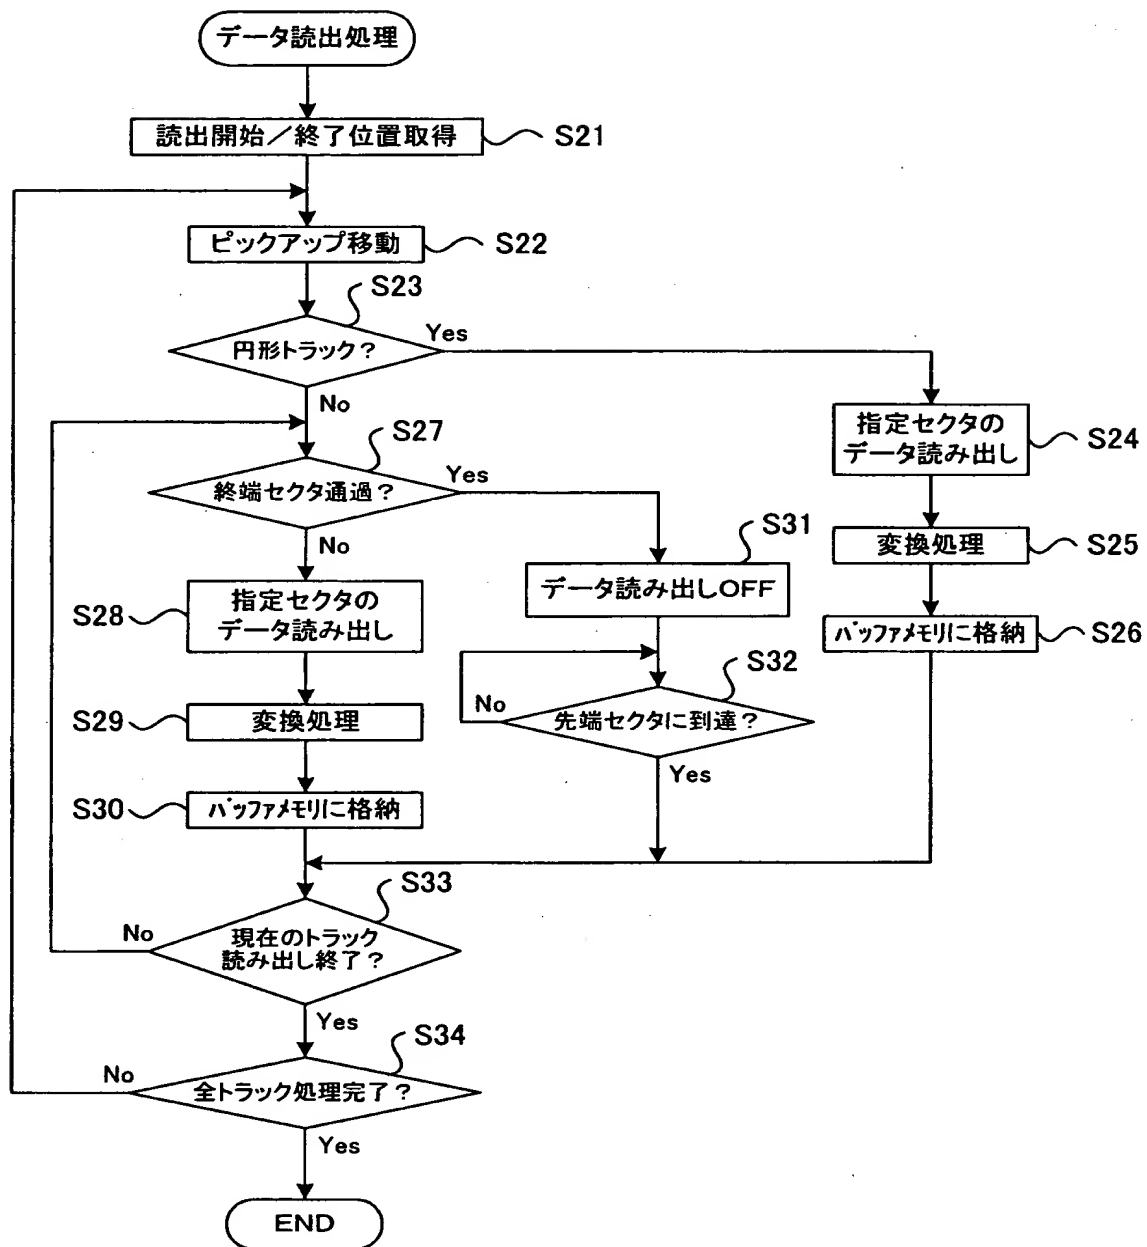 データ読出処理
読出開始／終了位置取得
S21
ピックアップ移動
S22
S23
円形トラック？
Yes
No
指定セクタの
データ読み出し
S24
変換処理
S25
バッファメモリに格納
S26
S27
終端セクタ通過？
Yes
No
S28
指定セクタの
データ読み出し
S29
変換処理
S30
バッファメモリに格納
S31
データ読み出しOFF
S32
先端セクタに到達？
No
Yes
S33
現在のトラック
読み出し終了？
No
Yes
S34
全トラック処理完了？
No
Yes
END